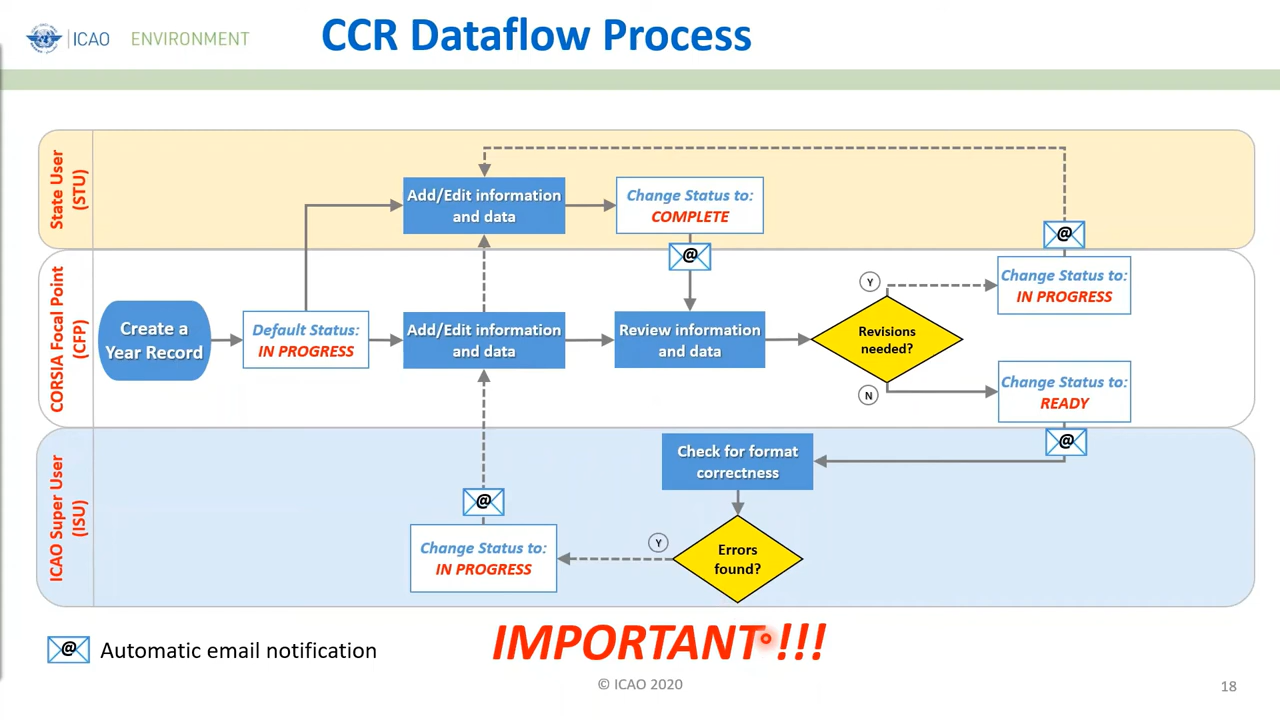 ICAO ENVIRONMENT
CCR Dataflow Process
State User
(STU)
Add/Edit information
and data
Change Status to:
COMPLETE
@
@
CORSIA Focal Point
(CFP)
Create a
Year Record
Default Status:
IN PROGRESS
Add/Edit information
and data
Review information
and data
Revisions
needed?
Y
N
Change Status to:
IN PROGRESS
Change Status to:
READY
@
ICAO Super User
(ISU)
Check for format
correctness
Errors
found?
Y
Change Status to:
IN PROGRESS
@
@ Automatic email notification
IMPORTANT !!!
© ICAO 2020
18